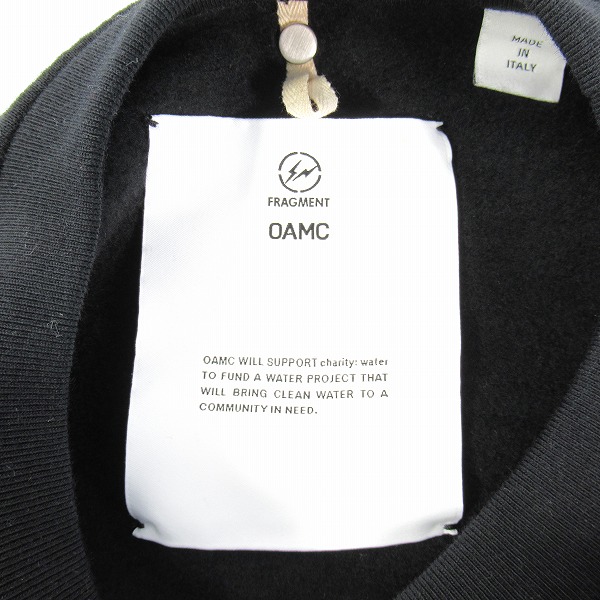 MADE
IN
ITALY
FRAGMENT
OAMC
OAMC WILL SUPPORT charity: water
TO FUND A WATER PROJECT THAT
WILL BRING CLEAN WATER TO A
COMMUNITY IN NEED.